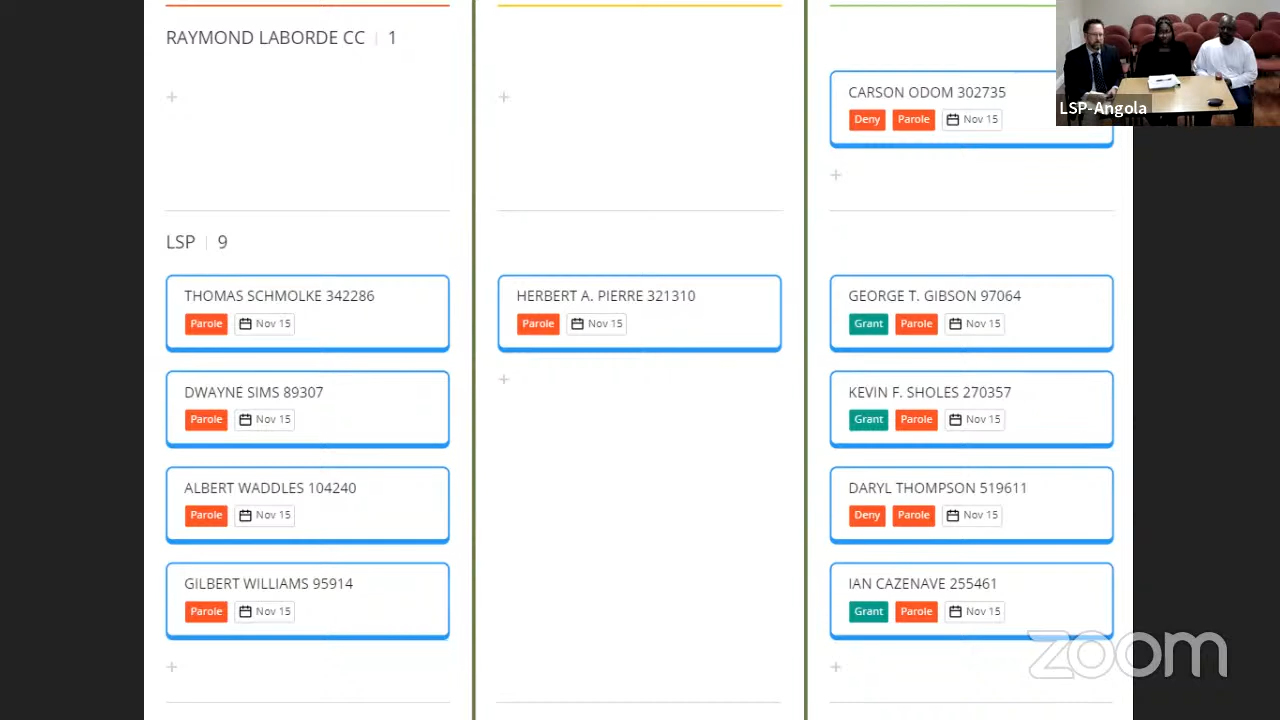 RAYMOND LABORDE CC | 1
CARSON ODOM 302735
Deny Parole Nov 15
LSP-Angola
LSP | 9
THOMAS SCHMOLKE 342286
Parole Nov 15
HERBERT A. PIERRE 321310
Parole Nov 15
GEORGE T. GIBSON 97064
Grant Parole Nov 15
DWAYNE SIMS 89307
Parole Nov 15
KEVIN F. SHOLES 270357
Grant Parole Nov 15
ALBERT WADDLES 104240
Parole Nov 15
DARYL THOMPSON 519611
Deny Parole Nov 15
GILBERT WILLIAMS 95914
Parole Nov 15
IAN CAZENAVE 255461
Grant Parole Nov 15
zoom